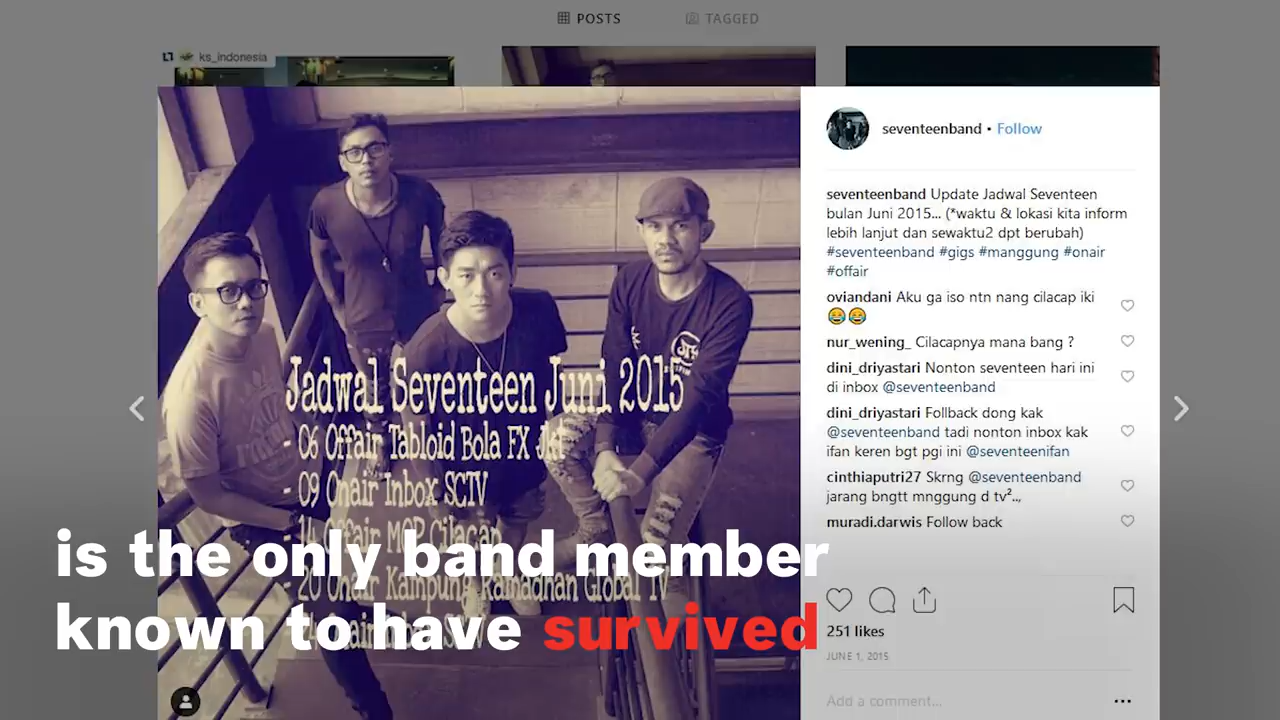 POSTS
TAGGED
ks_indonesia
seventeenband • Follow
seventeenband Update Jadwal Seventeen
bulan Juni 2015... (*waktu & lokasi kita inform
lebih lanjut dan sewaktu2 dpt berubah)
#seventeenband #gigs #manggung #onair
#offair
oviandani Aku ga iso ntn nang cilacap iki
😂😂
nur_wening_ Cilacapnya mana bang ?
dini_driyastari Nonton seventeen hari ini
di inbox @seventeenband
dini_driyastari Follback dong kak
@seventeenband tadi nonton inbox kak
ifan keren bgt pgi ini @seventeenifan
cinthiaputri27 Skrng @seventeenband
jarang bngtt mnggung d tv²..,
muradi.darwis Follow back
251 likes
JUNE 1, 2015
Add a comment...
Jadwal Seventeen Juni 2015
- 06 Offair Tabloid Bola FX Jkt
- 09 Onair Inbox SCTV
- 14 Offair Cilacap
- 20 Onair Kampung Ramadhan Global TV
is the only band member
known to have survived